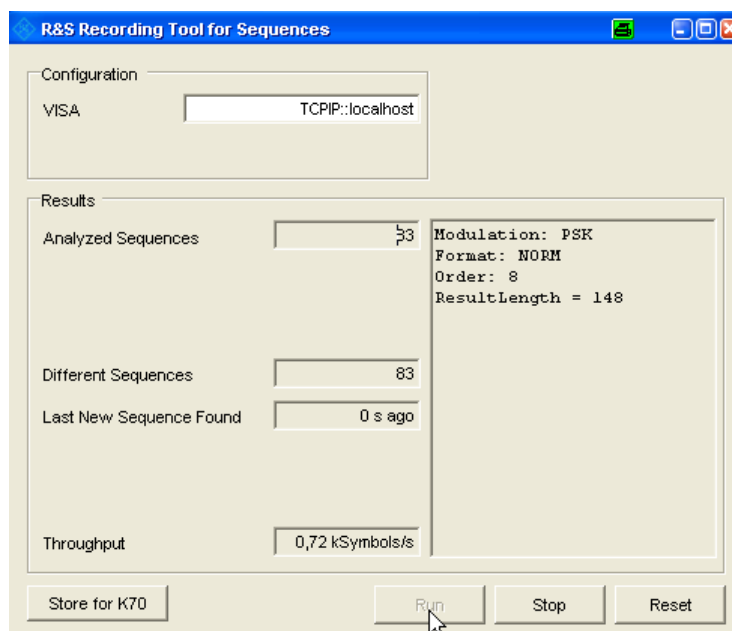 R&S Recording Tool for Sequences
Configuration
VISA
TCPIP::localhost
Results
Analyzed Sequences
Modulation: PSK
Format: NORM
Order: 8
ResultLength = 148
Different Sequences
83
Last New Sequence Found
0 s ago
Throughput
0,72 kSymbols/s
Store for K70
Run
Stop
Reset